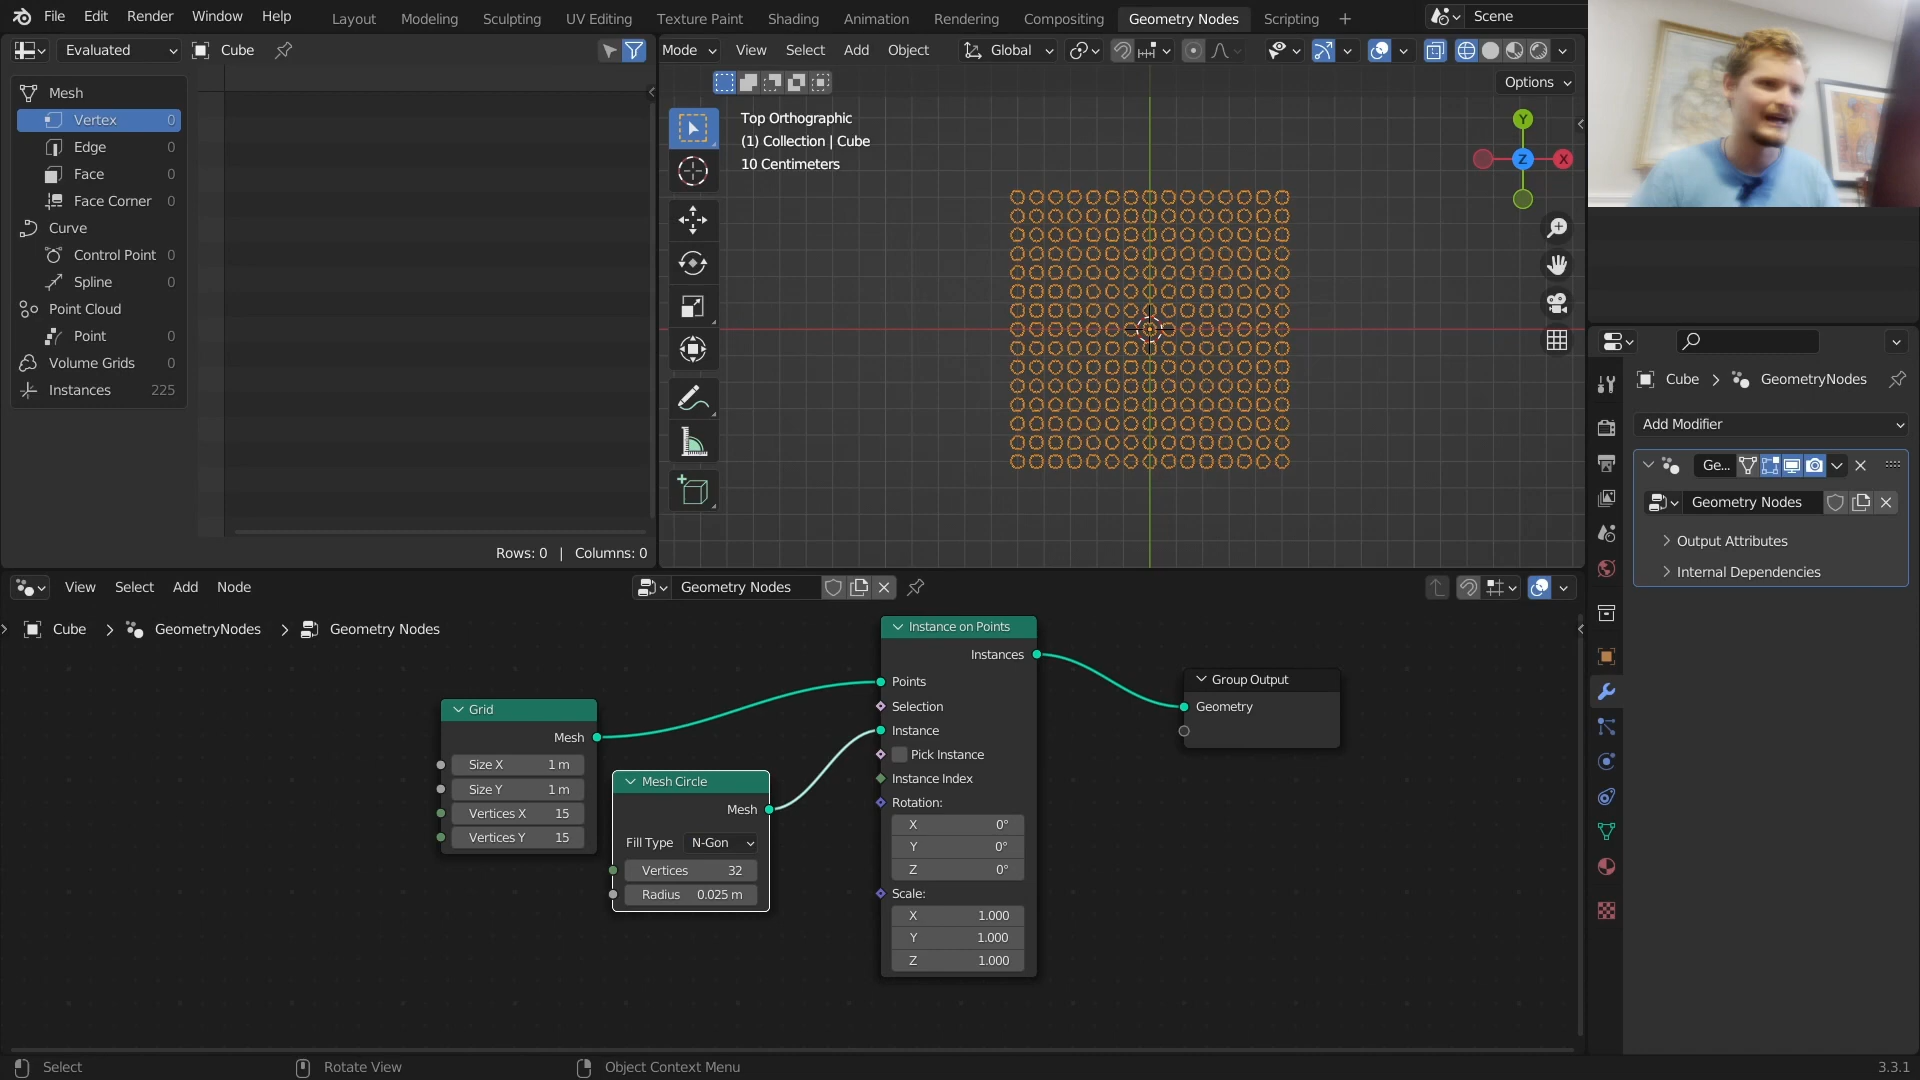 File Edit Render Window Help Layout Modeling Sculpting UV Editing Texture Paint Shading Animation Rendering Compositing Geometry Nodes Scripting + Scene
Evaluated Cube
Mode View Select Add Object Global
Options
Mesh
Vertex 0
Edge 0
Face 0
Face Corner 0
Curve
Control Point 0
Spline 0
Point Cloud
Point 0
Volume Grids 0
Instances 225
Rows: 0 | Columns: 0
Top Orthographic
(1) Collection | Cube
10 Centimeters
Y
Z
X
Cube > GeometryNodes
Add Modifier
Ge...
Geometry Nodes
Output Attributes
Internal Dependencies
View Select Add Node Geometry Nodes
Cube > GeometryNodes > Geometry Nodes
Grid
Mesh
Size X 1 m
Size Y 1 m
Vertices X 15
Vertices Y 15
Mesh Circle
Mesh
Fill Type N-Gon
Vertices 32
Radius 0.025 m
Instance on Points
Instances
Points
Selection
Instance
Pick Instance
Instance Index
Rotation:
X 0°
Y 0°
Z 0°
Scale:
X 1.000
Y 1.000
Z 1.000
Group Output
Geometry
Select Rotate View Object Context Menu 3.3.1